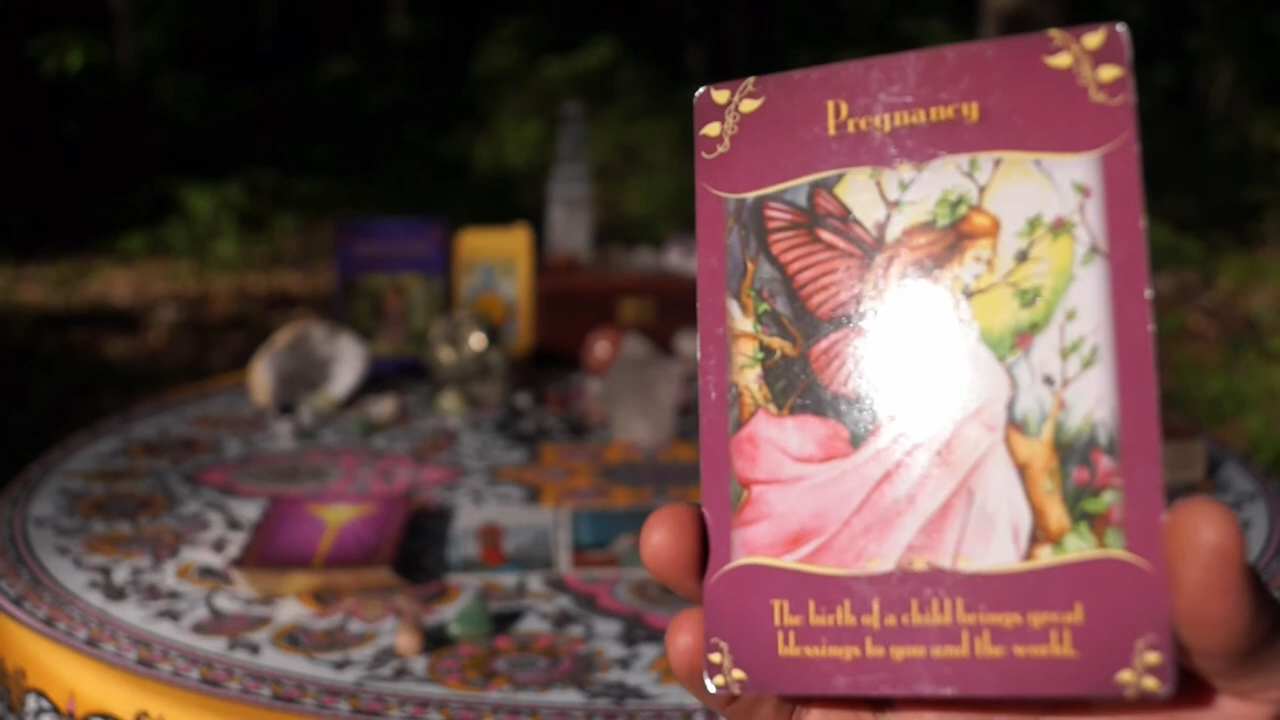 Pregnancy
The birth of a child brings great
blessings to you and the world.